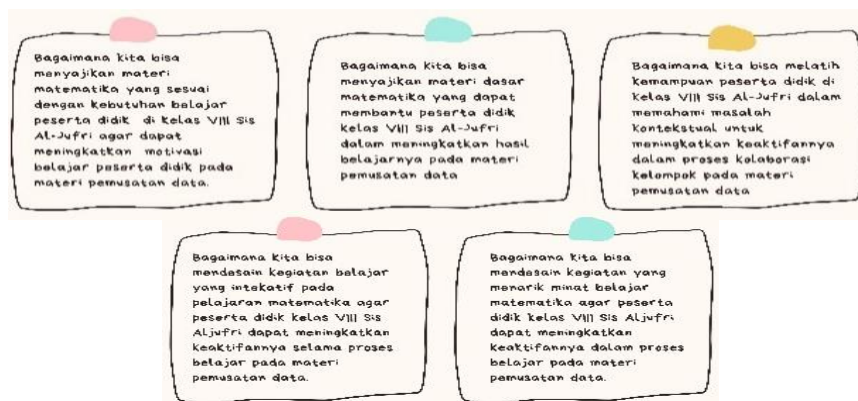 Bagaimana kita bisa
menyajikan materi
matematika yang sesuai
dengan kebutuhan belajar
peserta didik di kelas VIII Sis
Al-Jufri agar dapat
meningkatkan motivasi
belajar peserta didik pada
materi pemusatan data.
Bagaimana kita bisa
menyajikan materi dasar
matematika yang dapat
membantu peserta didik
kelas VIII Sis Al-Jufri
dalam meningkatkan hasil
belajarnya pada materi
pemusatan data
Bagaimana kita bisa melatih
kemampuan peserta didik di
kelas VIII Sis Al-Jufri dalam
memahami masalah
kontekstual untuk
meningkatkan keaktifannya
dalam proses kolaborasi
kelompok pada materi
pemusatan data
Bagaimana kita bisa
mendesain kegiatan belajar
yang intekatif pada
pelajaran matematika agar
peserta didik kelas VIII Sis
Aljufri dapat meningkatkan
keaktifannya selama proses
belajar pada materi
pemusatan data.
Bagaimana kita bisa
mendesain kegiatan yang
menarik minat belajar
matematika agar peserta
didik kelas VIII Sis Aljufri
dapat meningkatkan
keaktifannya dalam proses
belajar pada materi
pemusatan data.